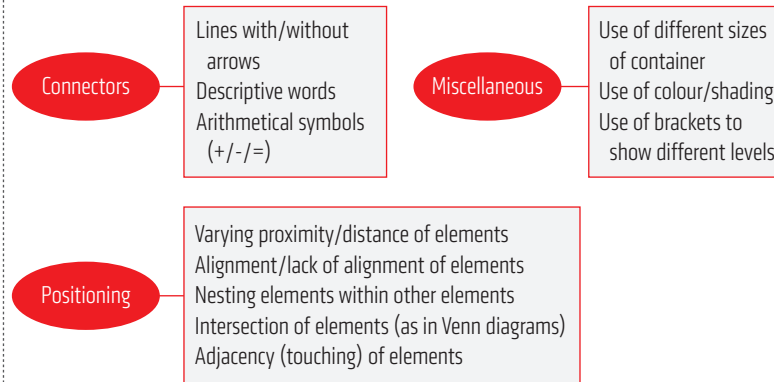 Connectors
Lines with/without
arrows
Descriptive words
Arithmetical symbols
(+/-/=)
Miscellaneous
Use of different sizes
of container
Use of colour/shading
Use of brackets to
show different levels
Positioning
Varying proximity/distance of elements
Alignment/lack of alignment of elements
Nesting elements within other elements
Intersection of elements (as in Venn diagrams)
Adjacency (touching) of elements